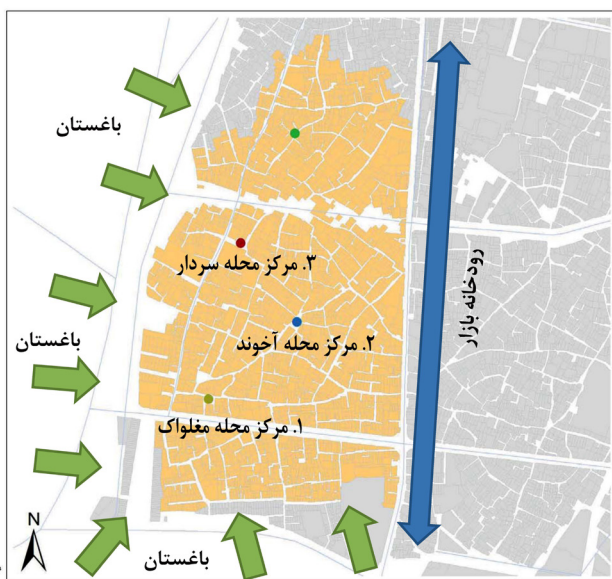 باغستان
۳. مرکز محله سردار
رودخانه بازار
باغستان
۲. مرکز محله آخوند
۱. مرکز محله مغلواک
N
باغستان